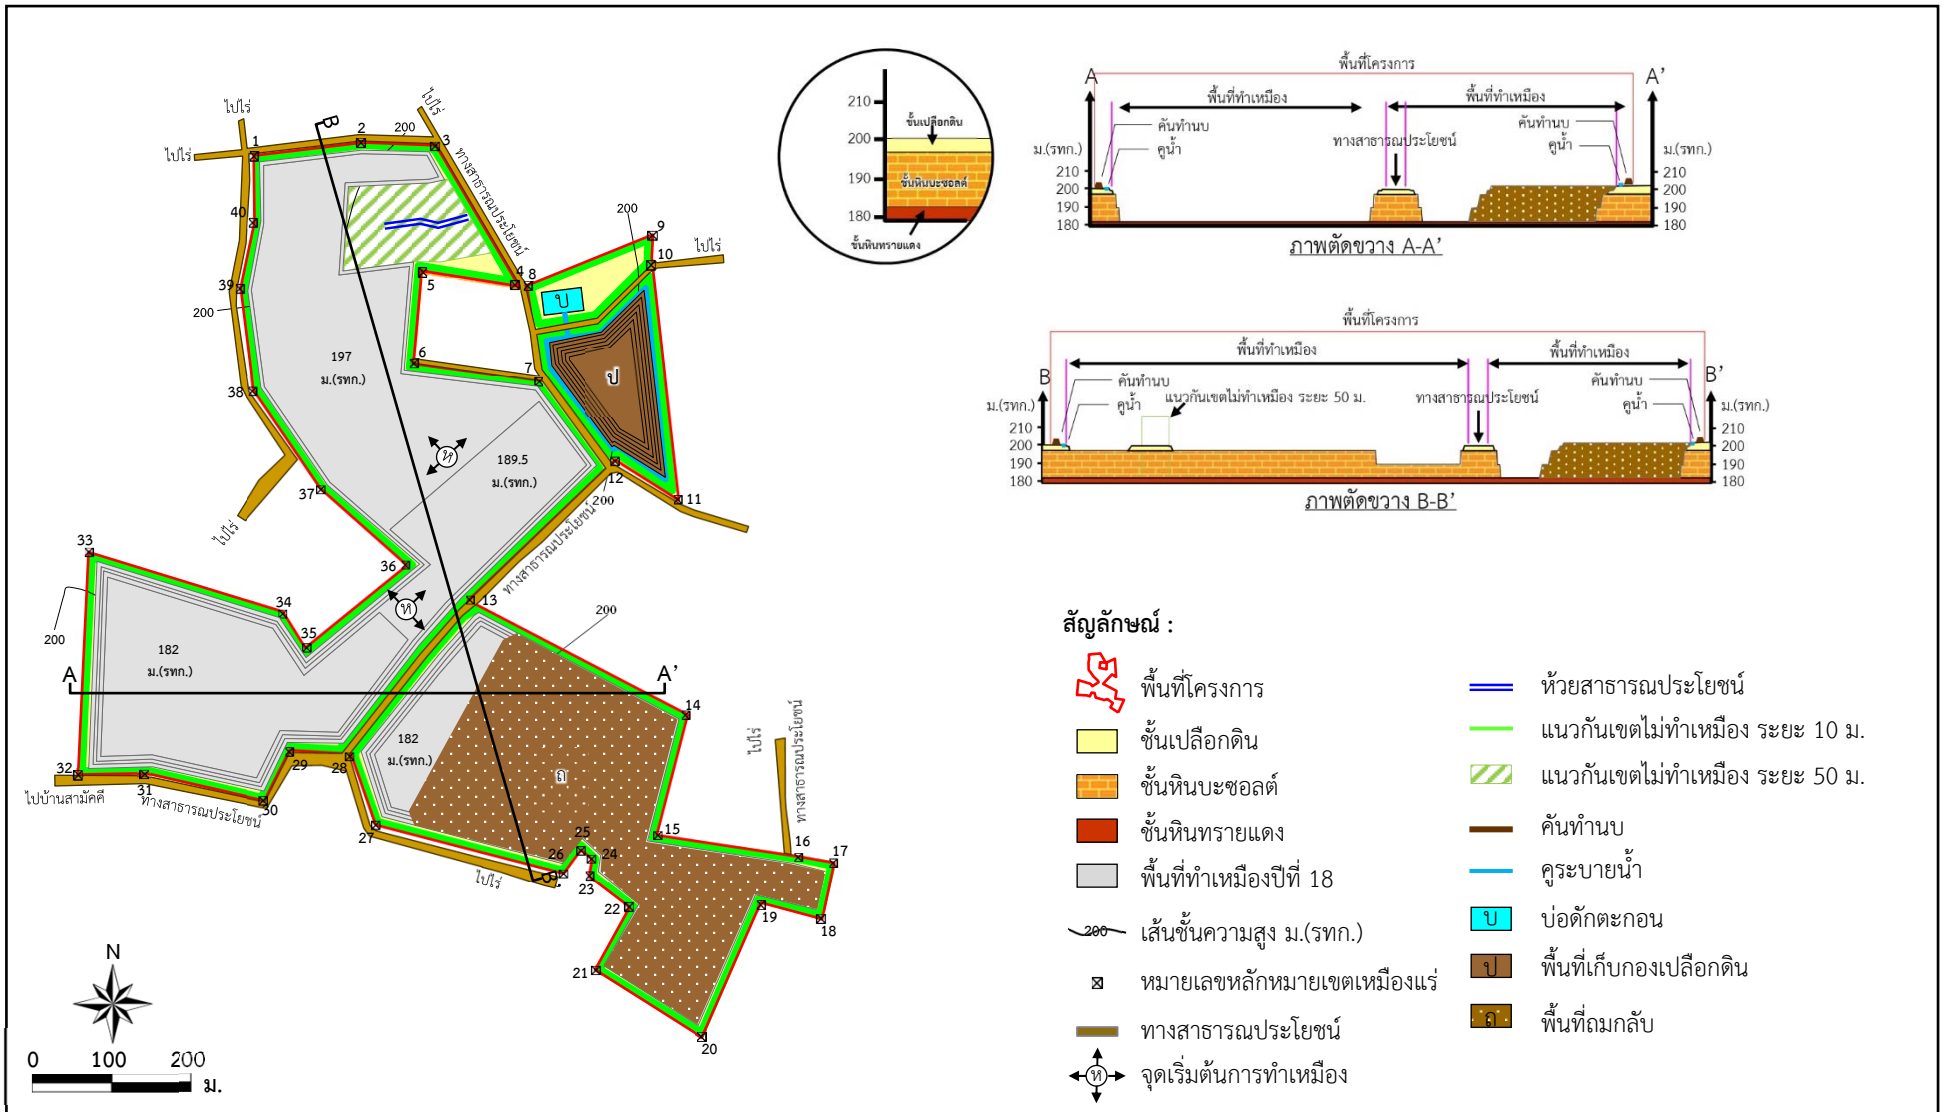 ไปไร่
ไปไร่
ไปไร่
1
2
200
3
B
ทางสาธารณประโยชน์
40
200
9
10
ไปไร่
4
8
5
39
200
บ
197
ม.(รทก.)
6
7
ป
38
ห
189.5
ม.(รทก.)
12
200
11
37
ไปไร่
ทางสาธารณประโยชน์
33
36
34
ห
13
200
35
200
182
ม.(รทก.)
A
A’
14
182
ม.(รทก.)
29
28
ถ
ไปไร่
ทางสาธารณประโยชน์
32
31
ไปบ้านสามัคคี
ทางสาธารณประโยชน์
30
27
15
25
16
17
26
24
ไปไร่
B’
23
22
19
18
21
20
N
0 100 200
ม.
210
200
190
180
ชั้นเปลือกดิน
ชั้นหินบะซอลต์
ชั้นหินทรายแดง
พื้นที่โครงการ
A
A’
พื้นที่ทำเหมือง
พื้นที่ทำเหมือง
คันทำนบ
คูน้ำ
ทางสาธารณประโยชน์
คันทำนบ
คูน้ำ
ม.(รทก.)
210
200
190
180
ม.(รทก.)
210
200
190
180
ภาพตัดขวาง A-A’
พื้นที่โครงการ
พื้นที่ทำเหมือง
พื้นที่ทำเหมือง
B
B’
คันทำนบ
คูน้ำ
แนวกันเขตไม่ทำเหมือง ระยะ 50 ม.
ทางสาธารณประโยชน์
คันทำนบ
คูน้ำ
ม.(รทก.)
210
200
190
180
ม.(รทก.)
210
200
190
180
ภาพตัดขวาง B-B’
สัญลักษณ์ :
พื้นที่โครงการ
ชั้นเปลือกดิน
ชั้นหินบะซอลต์
ชั้นหินทรายแดง
พื้นที่ทำเหมืองปีที่ 18
200 เส้นชั้นความสูง ม.(รทก.)
หมายเลขหลักหมายเขตเหมืองแร่
ทางสาธารณประโยชน์
ห จุดเริ่มต้นการทำเหมือง
ห้วยสาธารณประโยชน์
แนวกันเขตไม่ทำเหมือง ระยะ 10 ม.
แนวกันเขตไม่ทำเหมือง ระยะ 50 ม.
คันทำนบ
คูระบายน้ำ
บ บ่อดักตะกอน
ป พื้นที่เก็บกองเปลือกดิน
ถ พื้นที่ถมกลับ